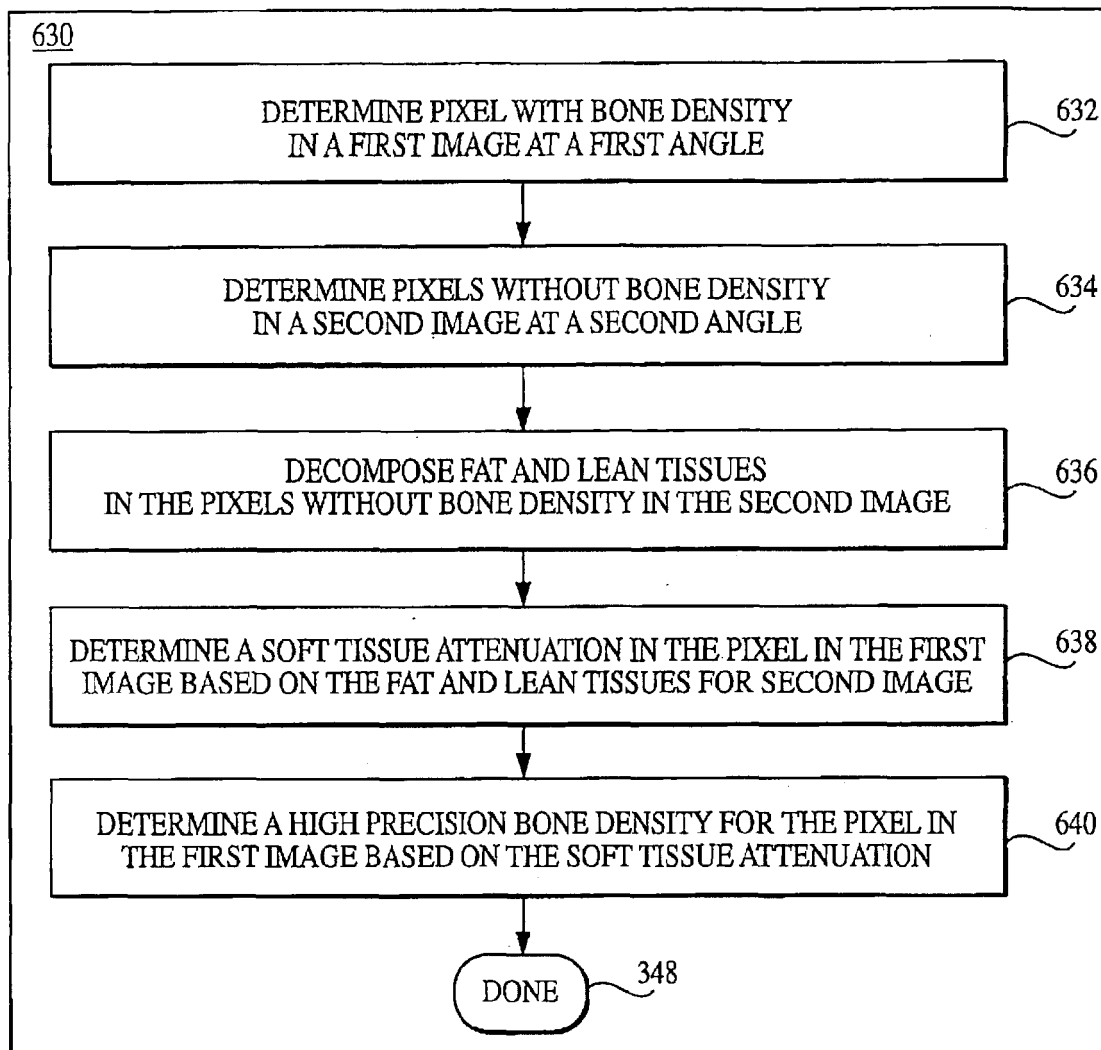 630
DETERMINE PIXEL WITH BONE DENSITY
IN A FIRST IMAGE AT A FIRST ANGLE
632
DETERMINE PIXELS WITHOUT BONE DENSITY
IN A SECOND IMAGE AT A SECOND ANGLE
634
DECOMPOSE FAT AND LEAN TISSUES
IN THE PIXELS WITHOUT BONE DENSITY IN THE SECOND IMAGE
636
DETERMINE A SOFT TISSUE ATTENUATION IN THE PIXEL IN THE FIRST
IMAGE BASED ON THE FAT AND LEAN TISSUES FOR SECOND IMAGE
638
DETERMINE A HIGH PRECISION BONE DENSITY FOR THE PIXEL IN
THE FIRST IMAGE BASED ON THE SOFT TISSUE ATTENUATION
640
DONE
348